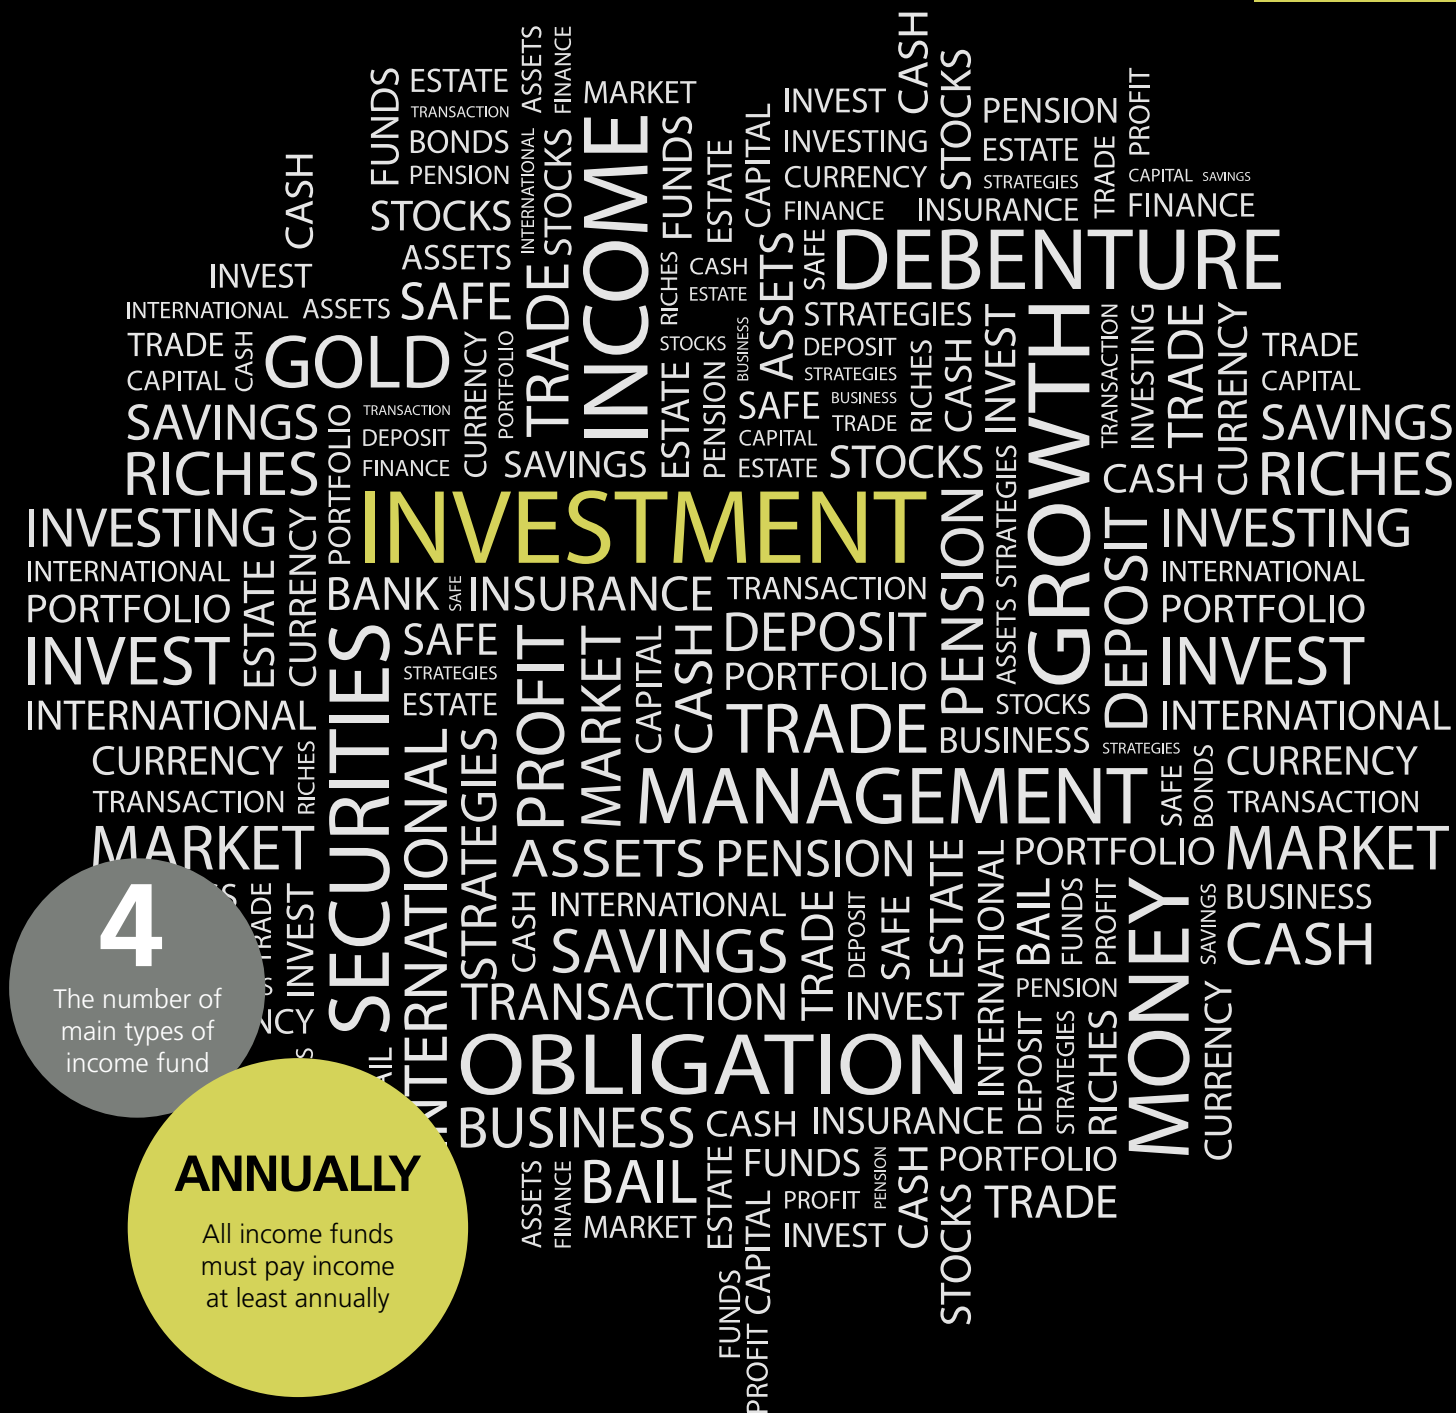 CASH
ASSETS
FINANCE
FUNDS
ESTATE
TRANSACTION
BONDS
PENSION
STOCKS
ASSETS
SAFE
INTERNATIONAL
STOCKS
TRADE
MARKET
INCOME
FUNDS
ESTATE
CAPITAL
INVEST
INVESTING
CURRENCY
FINANCE
STOCKS
PENSION
ESTATE
STRATEGIES
INSURANCE
TRADE
PROFIT
CAPITAL SAVINGS
FINANCE
CASH
INVEST
INTERNATIONAL ASSETS
TRADE
CAPITAL
CASH
GOLD
SAVINGS
RICHES
PORTFOLIO
TRANSACTION
DEPOSIT
FINANCE
CURRENCY
PORTFOLIO
SAVINGS
RICHES
CASH
ESTATE
STOCKS
BUSINESS
ASSETS
SAFE
DEBENTURE
STRATEGIES
DEPOSIT
STRATEGIES
BUSINESS
TRADE
SAFE
CAPITAL
ESTATE
ESTATE
PENSION
RICHES
CASH
INVEST
STOCKS
GROWTH
TRANSACTION
INVESTING
TRADE
CURRENCY
TRADE
CAPITAL
SAVINGS
RICHES
CASH
INVESTING
INTERNATIONAL
PORTFOLIO
INVEST
INTERNATIONAL
ESTATE
CURRENCY
INVESTMENT
BANK
SAFE
INSURANCE
TRANSACTION
DEPOSIT
PORTFOLIO
TRADE
PENSION
ASSETS STRATEGIES
STOCKS
BUSINESS
DEPOSIT
STRATEGIES
INVESTING
INTERNATIONAL
PORTFOLIO
INVEST
INTERNATIONAL
CURRENCY
TRANSACTION
MARKET
RICHES
SECURITIES
SAFE
STRATEGIES
ESTATE
INTERNATIONAL
STRATEGIES
PROFIT
MARKET
CAPITAL
CASH
MANAGEMENT
SAFE
BONDS
CURRENCY
TRANSACTION
MARKET
BUSINESS
CASH
TRADE
INVEST
ASSETS PENSION
CASH
INTERNATIONAL
SAVINGS
TRANSACTION
TRADE
DEPOSIT
SAFE
ESTATE
INVEST
INTERNATIONAL
PORTFOLIO
BAIL
FUNDS
PROFIT
PENSION
MONEY
SAVINGS
CURRENCY
OBLIGATION
DEPOSIT
STRATEGIES
RICHES
BUSINESS
CASH INSURANCE
ASSETS
FINANCE
BAIL
MARKET
ESTATE
FUNDS
PROFIT
INVEST
PENSION
CASH
STOCKS
PORTFOLIO
TRADE
FUNDS
PROFIT CAPITAL
4
The number of
main types of
income fund
ANNUALLY
All income funds
must pay income
at least annually